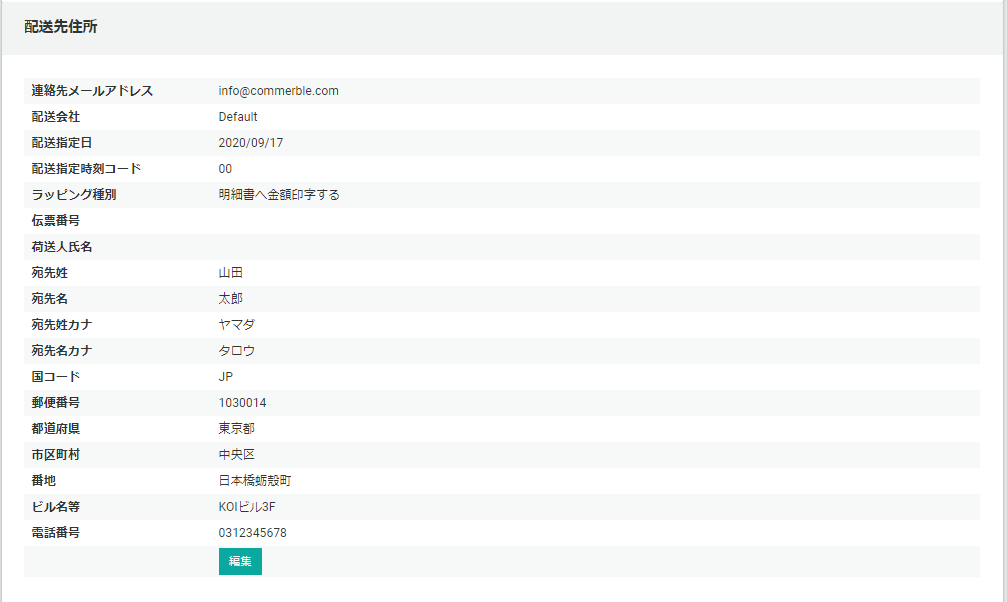 配送先住所
連絡先メールアドレス info@commerble.com
配送会社 Default
配送指定日 2020/09/17
配送指定時刻コード 00
ラッピング種別 明細書へ金額印字する
伝票番号
荷送人氏名
宛先姓 山田
宛先名 太郎
宛先姓カナ ヤマダ
宛先名カナ タロウ
国コード JP
郵便番号 1030014
都道府県 東京都
市区町村 中央区
番地 日本橋蛎殻町
ビル名等 KOIビル3F
電話番号 0312345678
編集